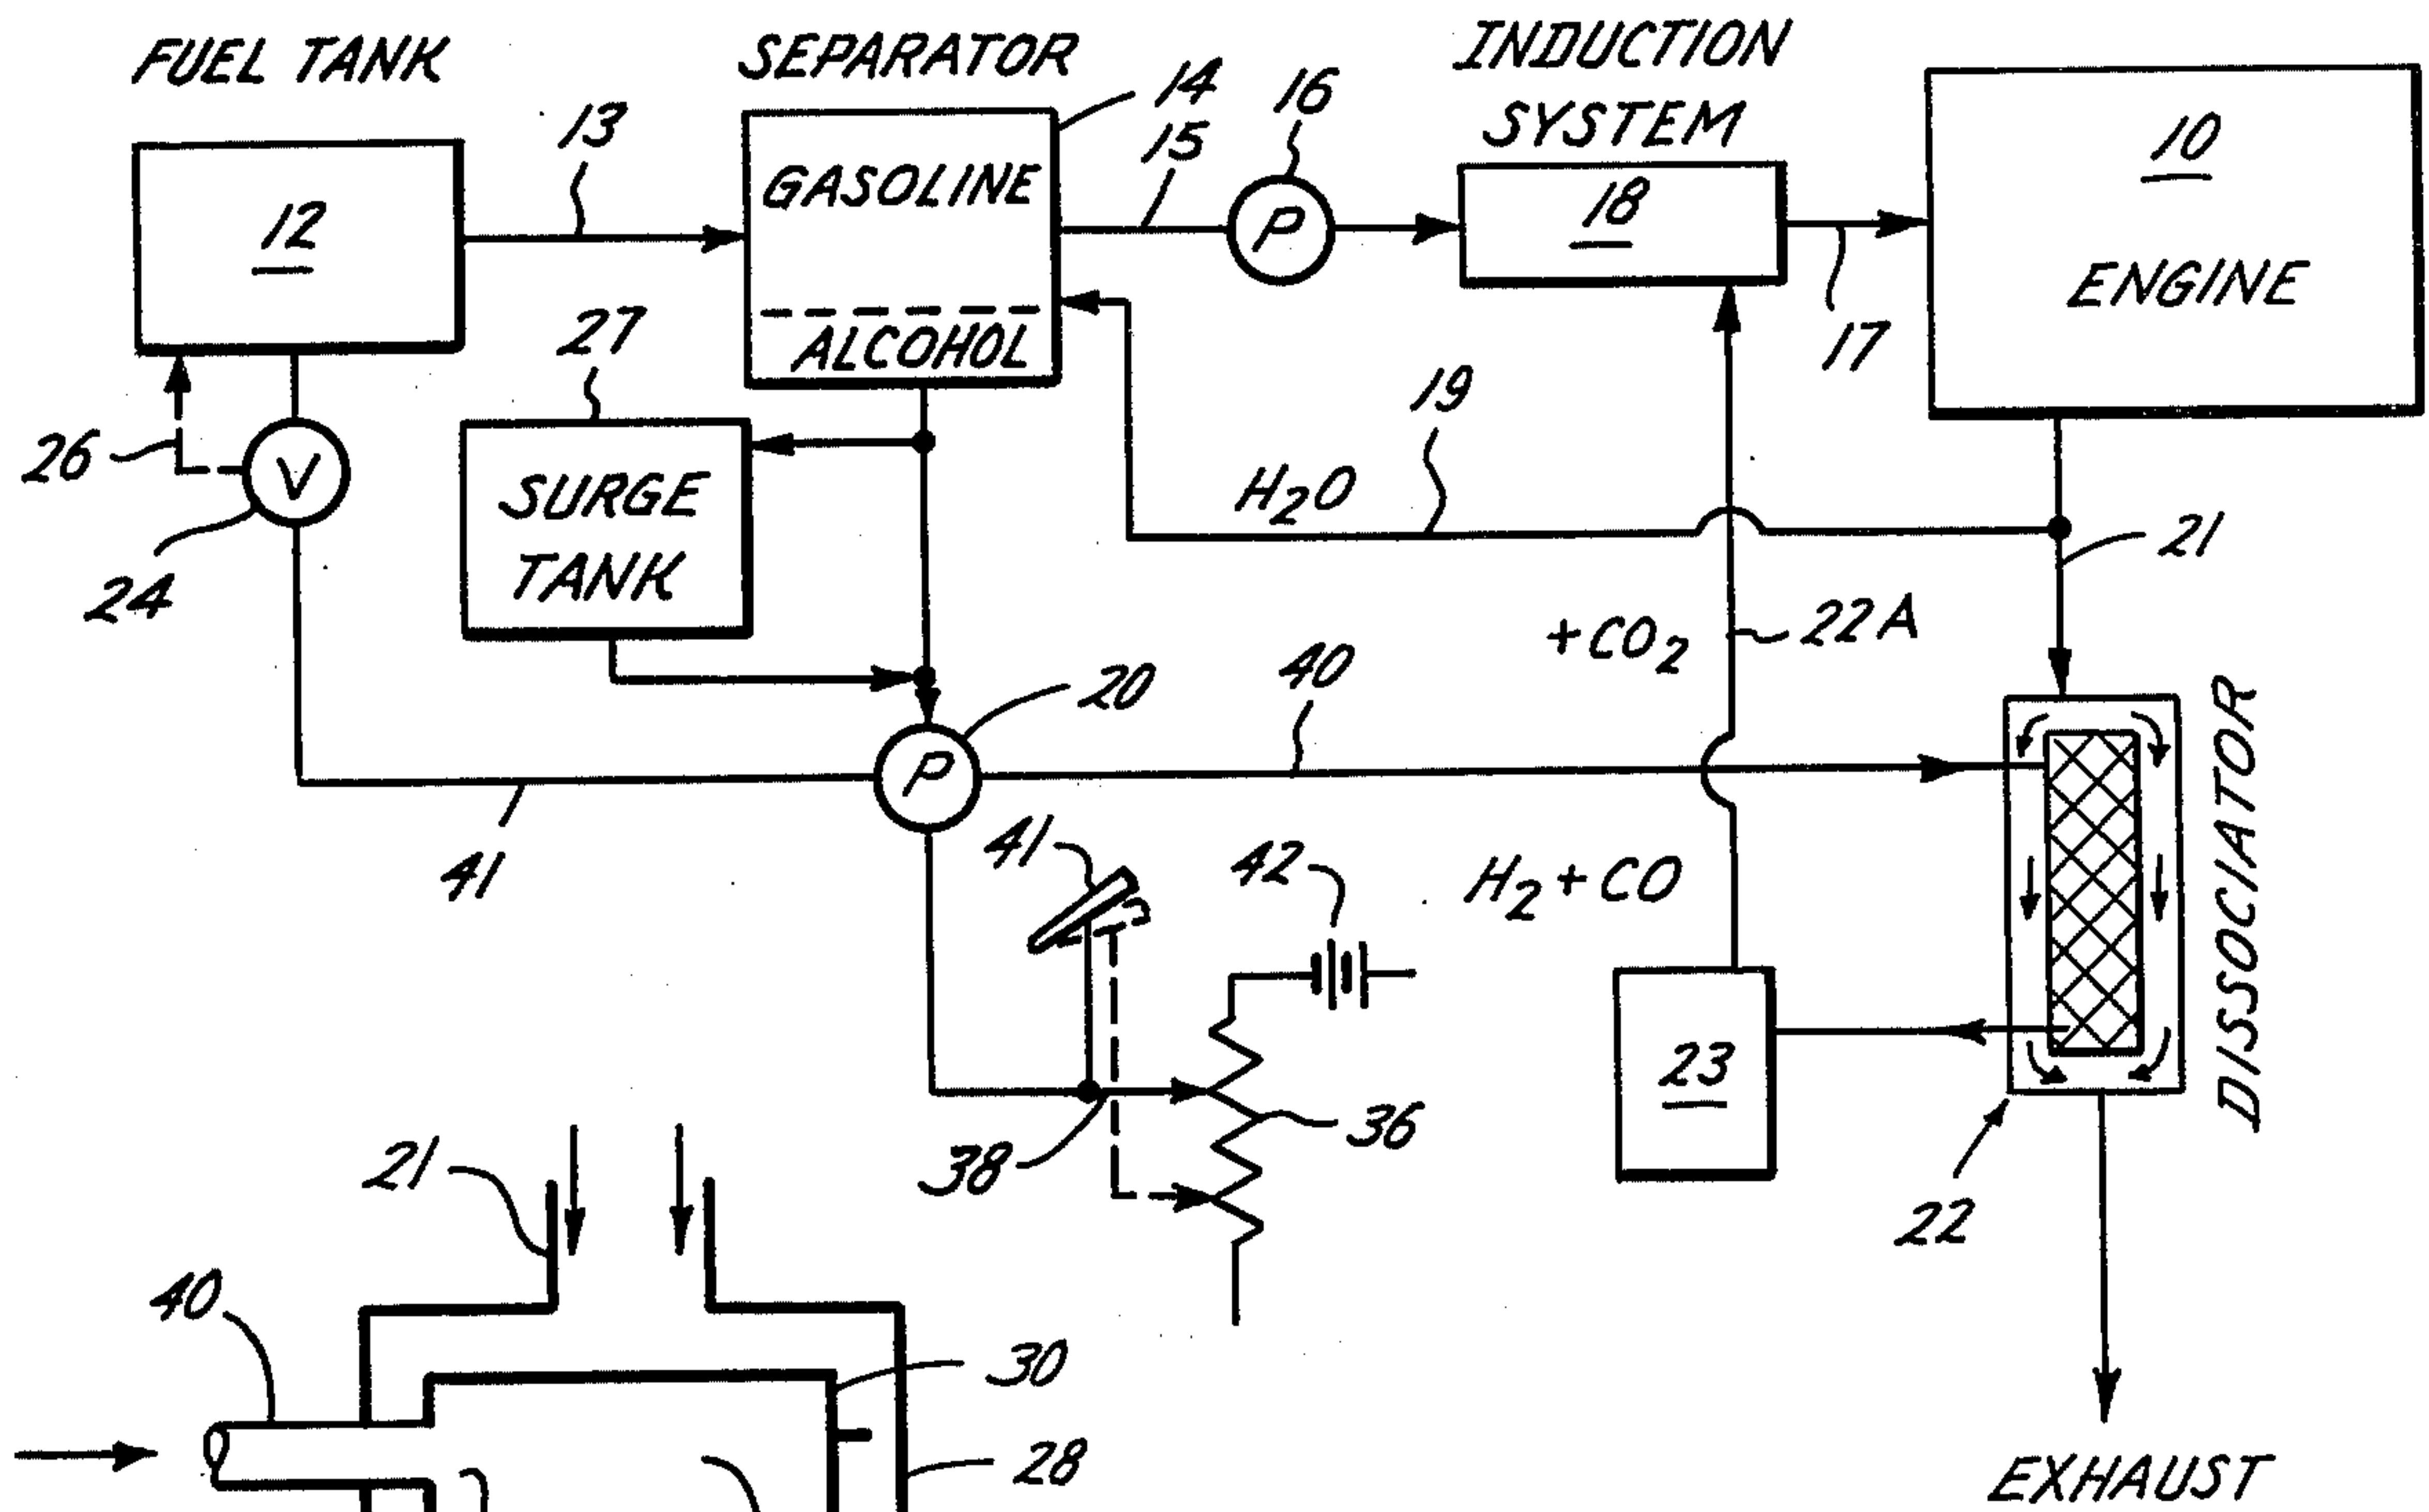 FUEL TANK
SEPARATOR
INDUCTION
SYSTEM
13
14
15
16
10
12
GASOLINE
ALCOHOL
P
18
ENGINE
17
27
26
V
24
SURGE
TANK
19
H2O
21
+CO2
22A
20
40
P
41
41
42
H2+CO
DISSOCIATOR
23
38
36
22
21
40
30
28
EXHAUST